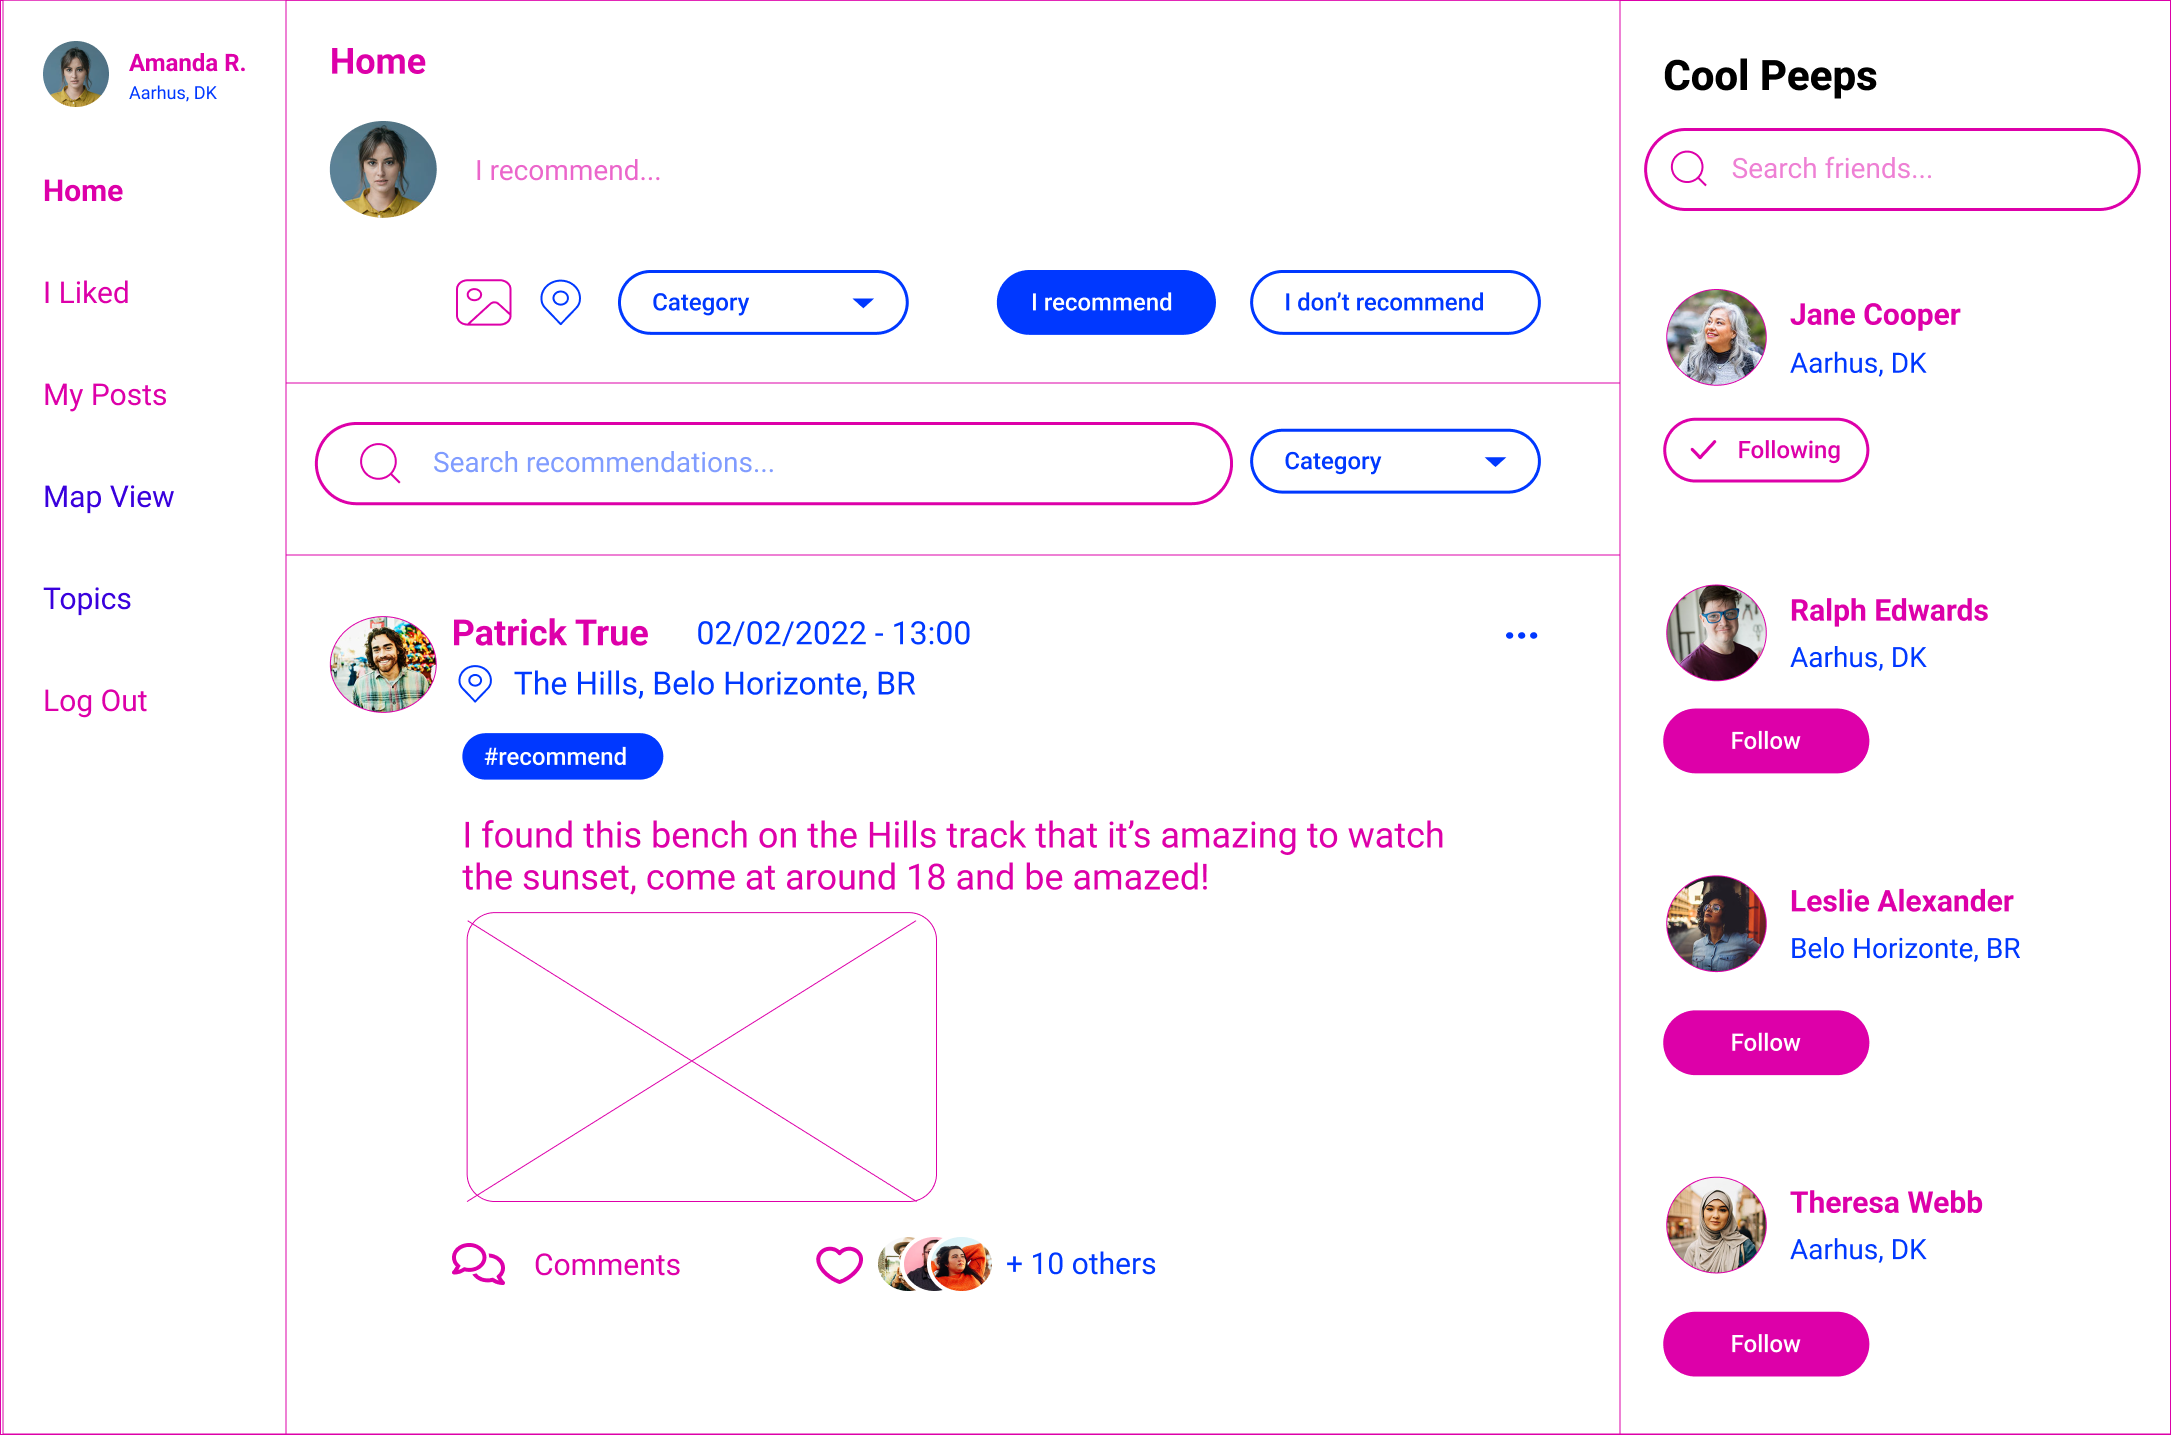 Amanda R.
Aarhus, DK
Home
I Liked
My Posts
Map View
Topics
Log Out
Home
I recommend...
Category
I recommend
I don’t recommend
Search recommendations...
Category
Patrick True
02/02/2022 - 13:00
The Hills, Belo Horizonte, BR
#recommend
I found this bench on the Hills track that it’s amazing to watch
the sunset, come at around 18 and be amazed!
Comments
+ 10 others
Cool Peeps
Search friends...
Jane Cooper
Aarhus, DK
Following
Ralph Edwards
Aarhus, DK
Follow
Leslie Alexander
Belo Horizonte, BR
Follow
Theresa Webb
Aarhus, DK
Follow